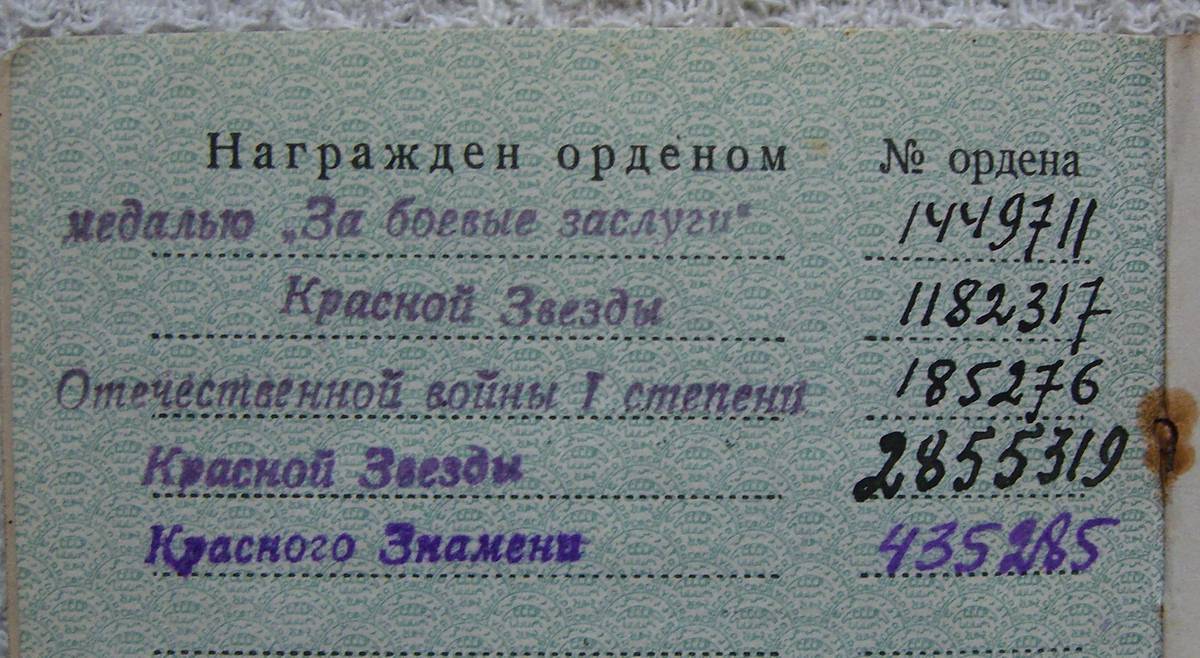 Награжден орденом № ордена
медалью „За боевые заслуги“ 1449711
Красной Звезды 1182317
Отечественной войны I степени 185276
Красной Звезды 2855319
Красного Знамени 435285